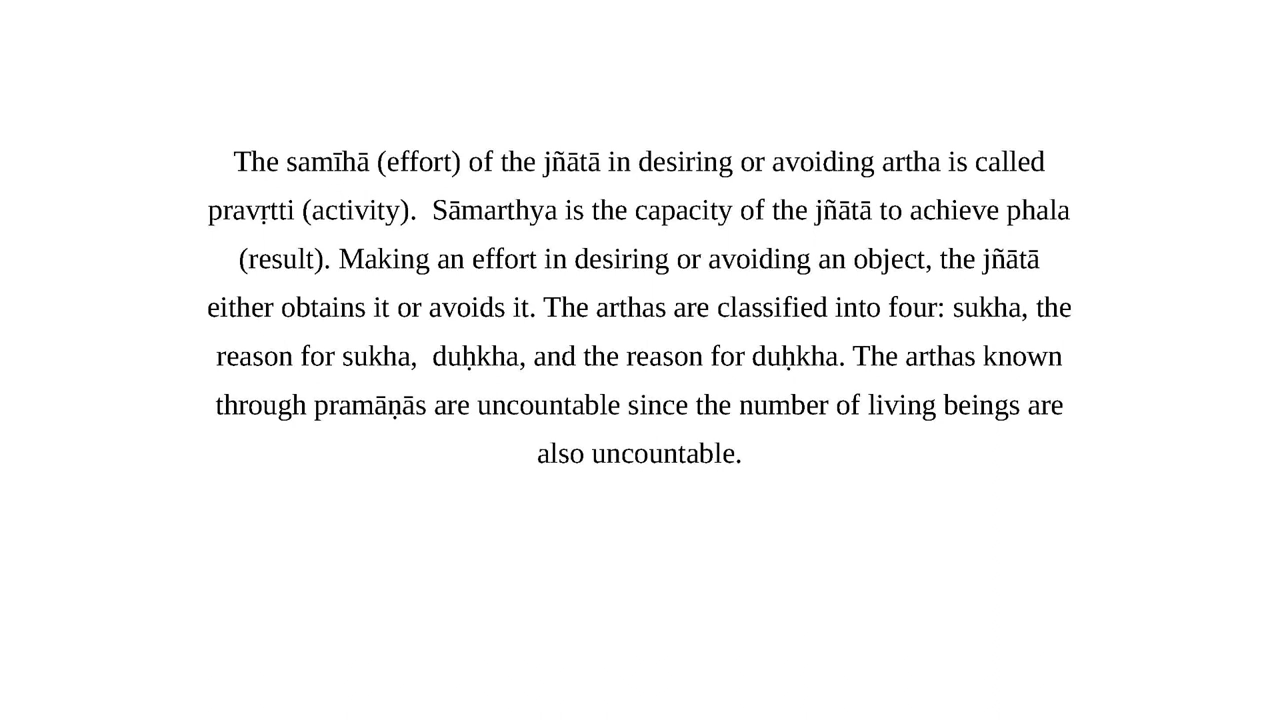 The samīhā (effort) of the jñātā in desiring or avoiding artha is called
pravṛtti (activity).  Sāmarthya is the capacity of the jñātā to achieve phala
(result). Making an effort in desiring or avoiding an object, the jñātā
either obtains it or avoids it. The arthas are classified into four: sukha, the
reason for sukha,  duḥkha, and the reason for duḥkha. The arthas known
through pramāṇās are uncountable since the number of living beings are
also uncountable.